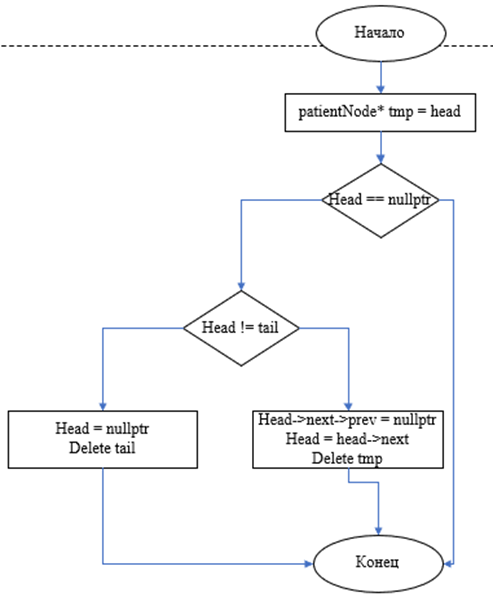 Начало
patientNode* tmp = head
Head == nullptr
Head != tail
Head = nullptr
Delete tail
Head->next->prev = nullptr
Head = head->next
Delete tmp
Конец